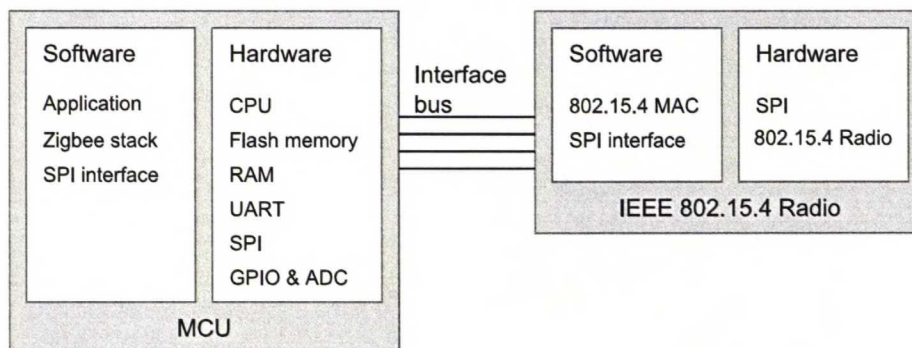 Software
Application
Zigbee stack
SPI interface
Hardware
CPU
Flash memory
RAM
UART
SPI
GPIO & ADC
MCU
Interface
bus
Software
802.15.4 MAC
SPI interface
Hardware
SPI
802.15.4 Radio
IEEE 802.15.4 Radio